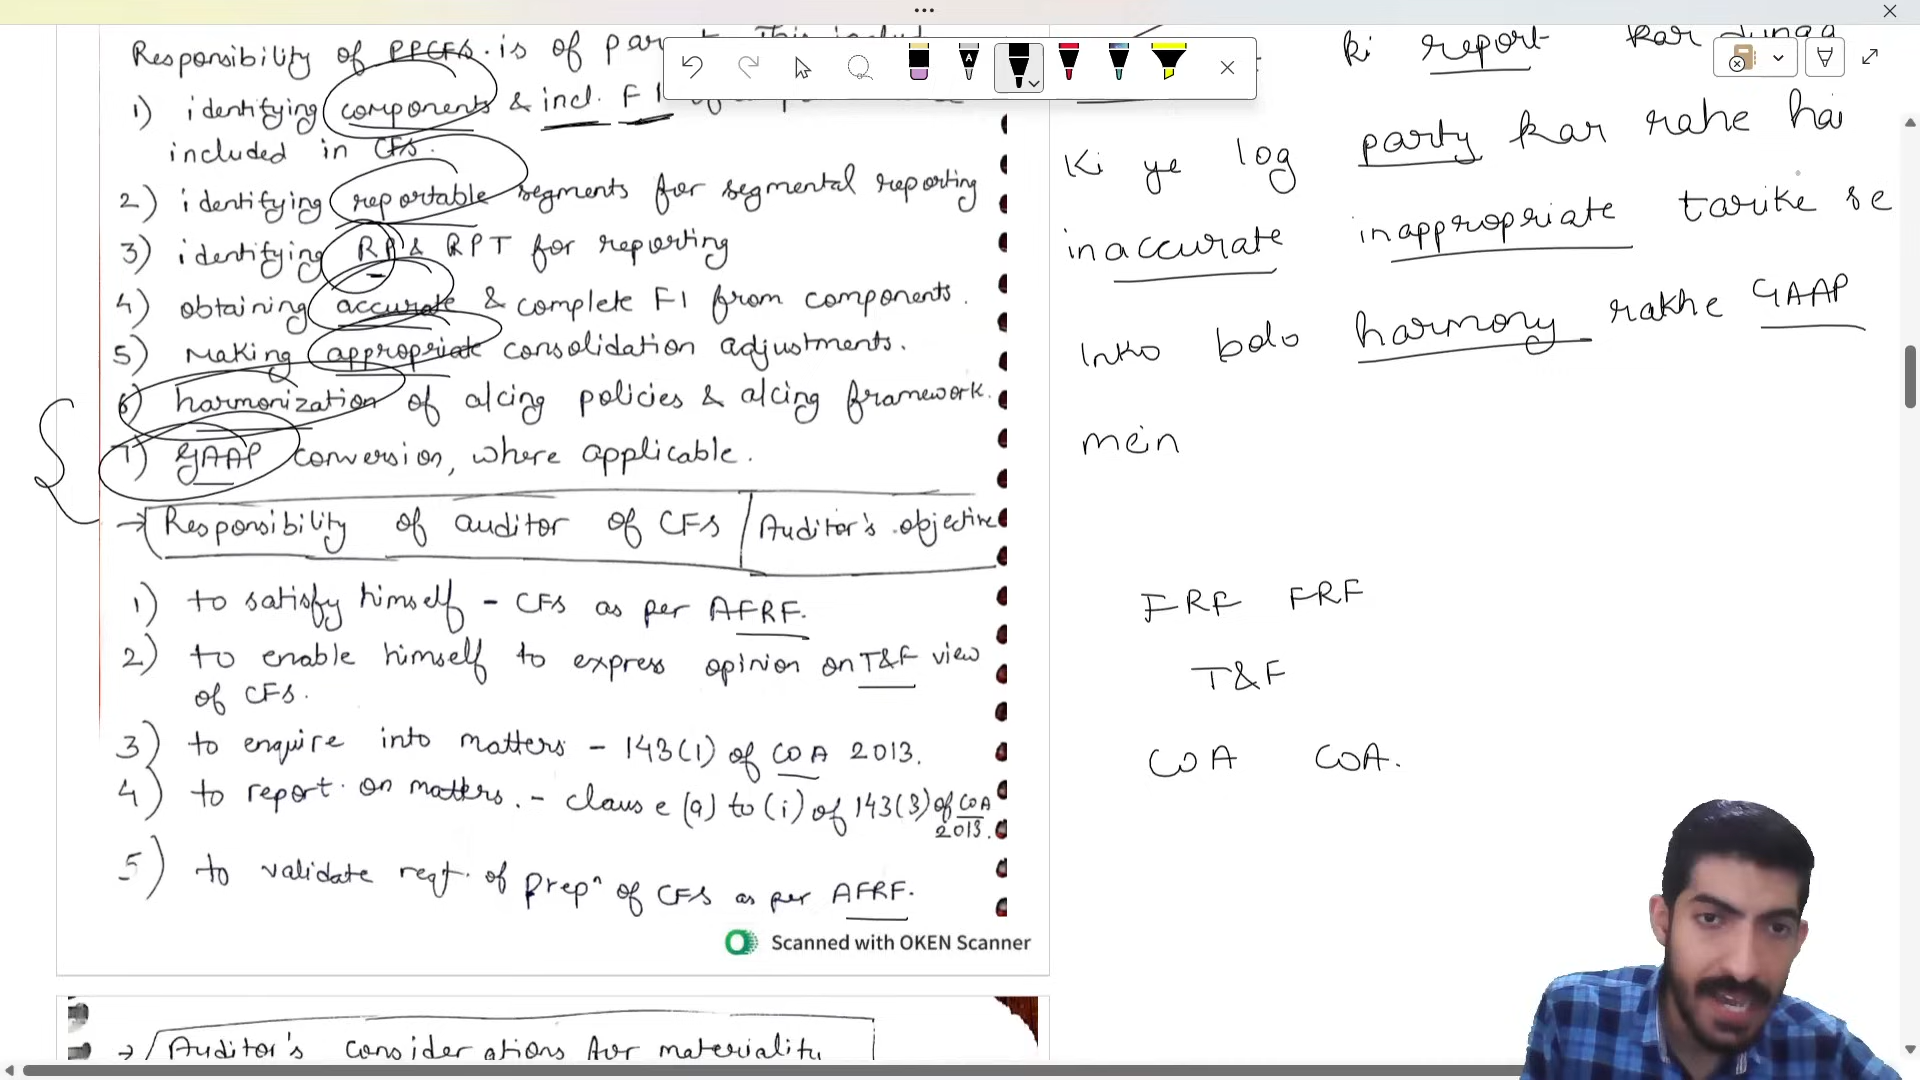 Responsibility of PPCFS is of par
1) identifying components & incl. FI
included in CFS.
2) identifying reportable segments for segmental reporting
3) identifying RP & RPT for reporting
4) obtaining accurate & complete FI from components.
5) Making appropriate consolidation adjustments.
6) harmonization of a/cing policies & a/cing framework.
7) GAAP conversion, where applicable.
→ Responsibility of auditor of CFS | Auditor's objective
1) to satisfy himself - CFS as per AFRF.
2) to enable himself to express opinion on T&F view
of CFS.
3) to enquire into matters - 143(1) of COA 2013.
4) to report on matters. - clause (a) to (i) of 143(3) of COA
2013.
5) to validate reqt. of prepⁿ of CFS as per AFRF.
Scanned with OKEN Scanner
→ Auditor's considerations for materiality
ki report kar dunga
Ki ye log party kar rahe hai
inaccurate inappropriate tarike se
Inko bolo harmony rakhe GAAP
mein
FRF FRF
T&F
COA COA.